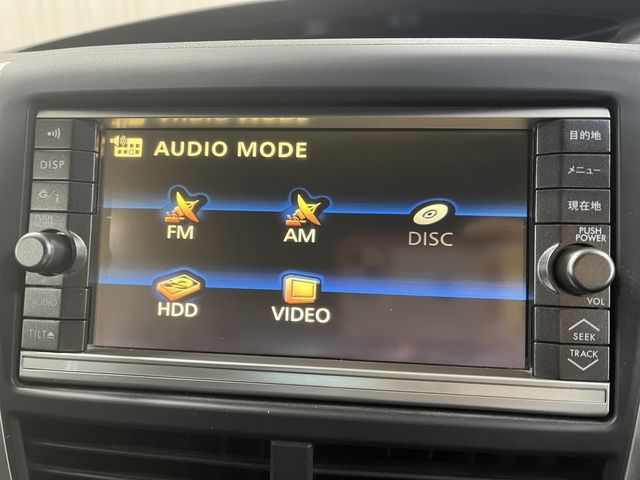 DISP
G/i
PUSH
AUDIO
TILT
AUDIO MODE
FM
AM
DISC
HDD
VIDEO
目的地
メニュー
現在地
PUSH
POWER
VOL
SEEK
TRACK